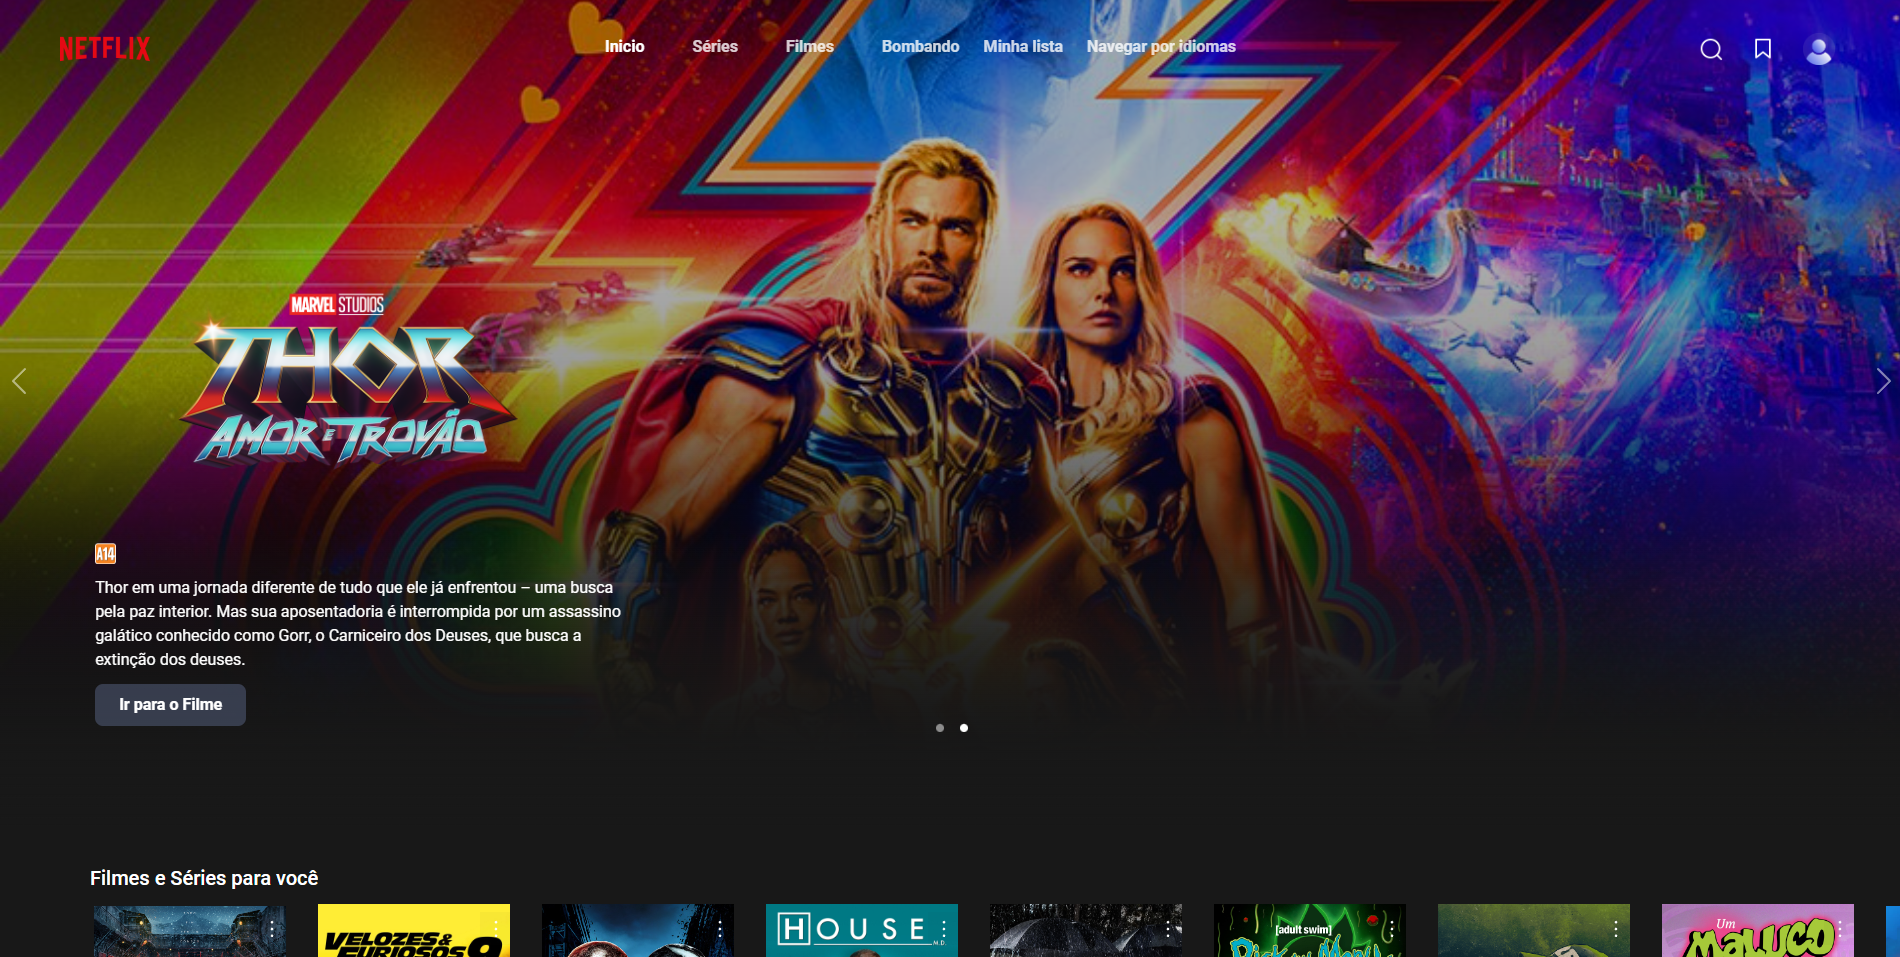 NETFLIX
Inicio
Séries
Filmes
Bombando
Minha lista
Navegar por idiomas
MARVEL STUDIOS
THOR
AMOR E TROVÃO
A14
Thor em uma jornada diferente de tudo que ele já enfrentou – uma busca
pela paz interior. Mas sua aposentadoria é interrompida por um assassino
galático conhecido como Gorr, o Carniceiro dos Deuses, que busca a
extinção dos deuses.
Ir para o Filme
Filmes e Séries para você
VELOZES &
FURIOSOS 9
HOUSE
M.D.
[adult swim]
Rick and Morty
Um
MALUCO